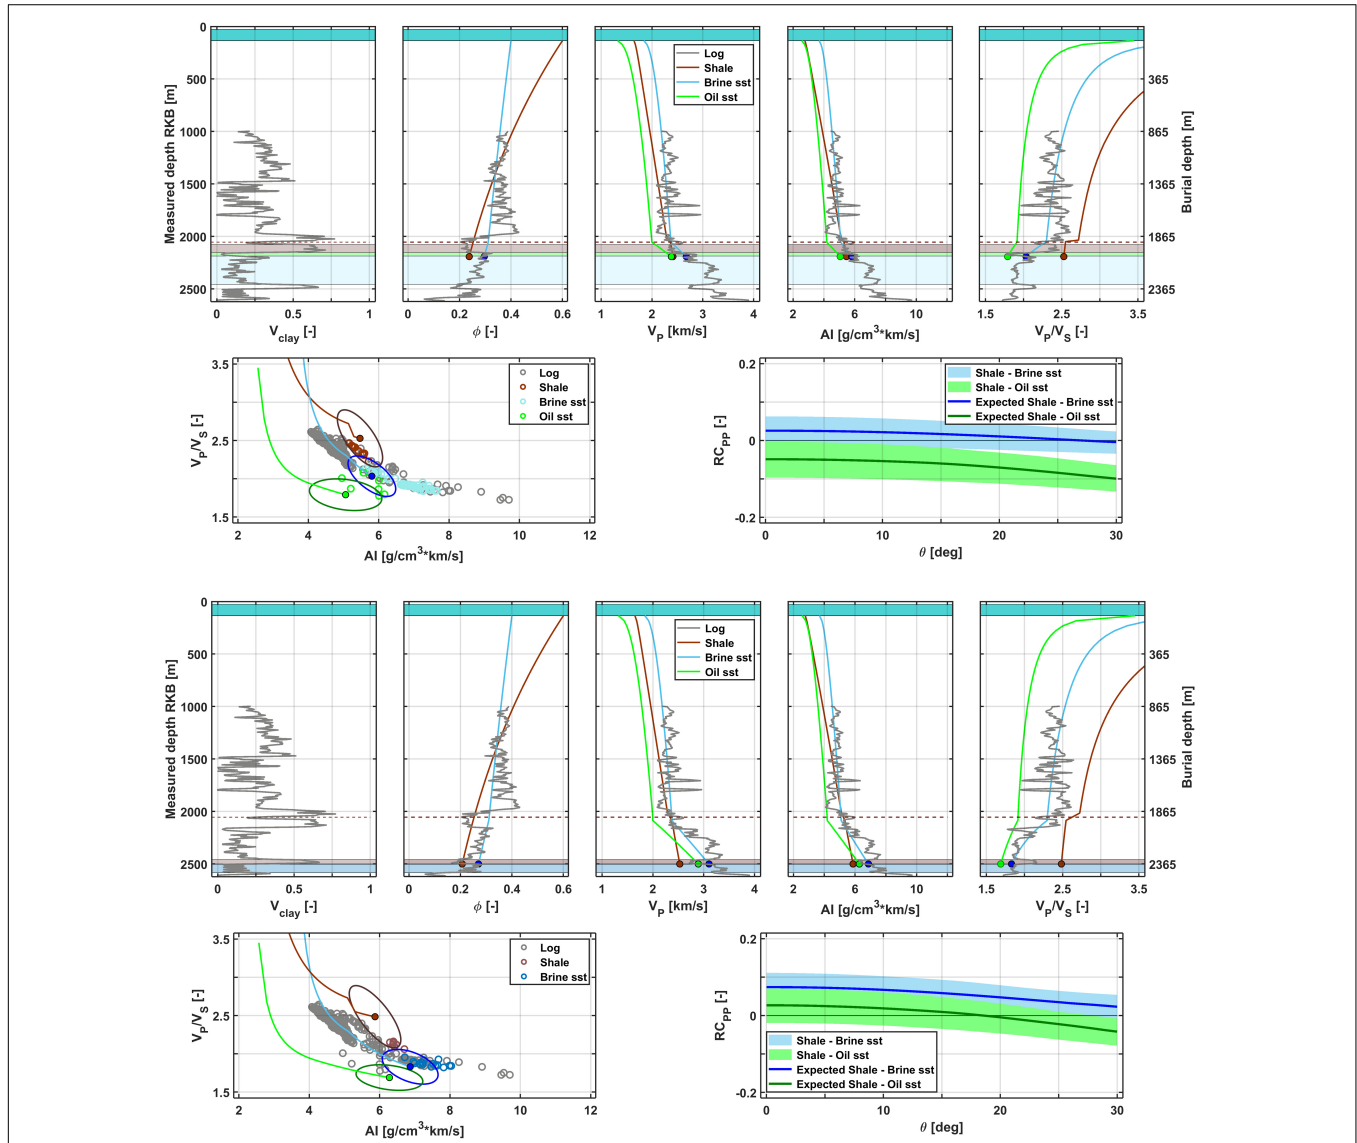 0
500
1000
1500
2000
2500
Measured depth RKB [m]
0 0.5 1
V_clay [-]
0 0.2 0.4 0.6
ϕ [-]
Log
Shale
Brine sst
Oil sst
1 2 3 4
V_P [km/s]
2 6 12
AI [g/cm^3*km/s]
1.5 2 2.5 3 3.5
V_P/V_S [-]
365
865
1365
1865
2365
Burial depth [m]
3.5
2.5
1.5
V_P/V_S [-]
2 4 6 8 10 12
AI [g/cm^3*km/s]
Log
Shale
Brine sst
Oil sst
0.2
0
-0.2
RC_PP [-]
0 10 20 30
θ [deg]
Shale - Brine sst
Shale - Oil sst
Expected Shale - Brine sst
Expected Shale - Oil sst
0
500
1000
1500
2000
2500
Measured depth RKB [m]
0 0.5 1
V_clay [-]
0 0.2 0.4 0.6
ϕ [-]
Log
Shale
Brine sst
Oil sst
1 2 3 4
V_P [km/s]
2 6 12
AI [g/cm^3*km/s]
1.5 2 2.5 3 3.5
V_P/V_S [-]
365
865
1365
1865
2365
Burial depth [m]
3.5
2.5
1.5
V_P/V_S [-]
2 4 6 8 10 12
AI [g/cm^3*km/s]
Log
Shale
Brine sst
0.2
0
-0.2
RC_PP [-]
0 10 20 30
θ [deg]
Shale - Brine sst
Shale - Oil sst
Expected Shale - Brine sst
Expected Shale - Oil sst